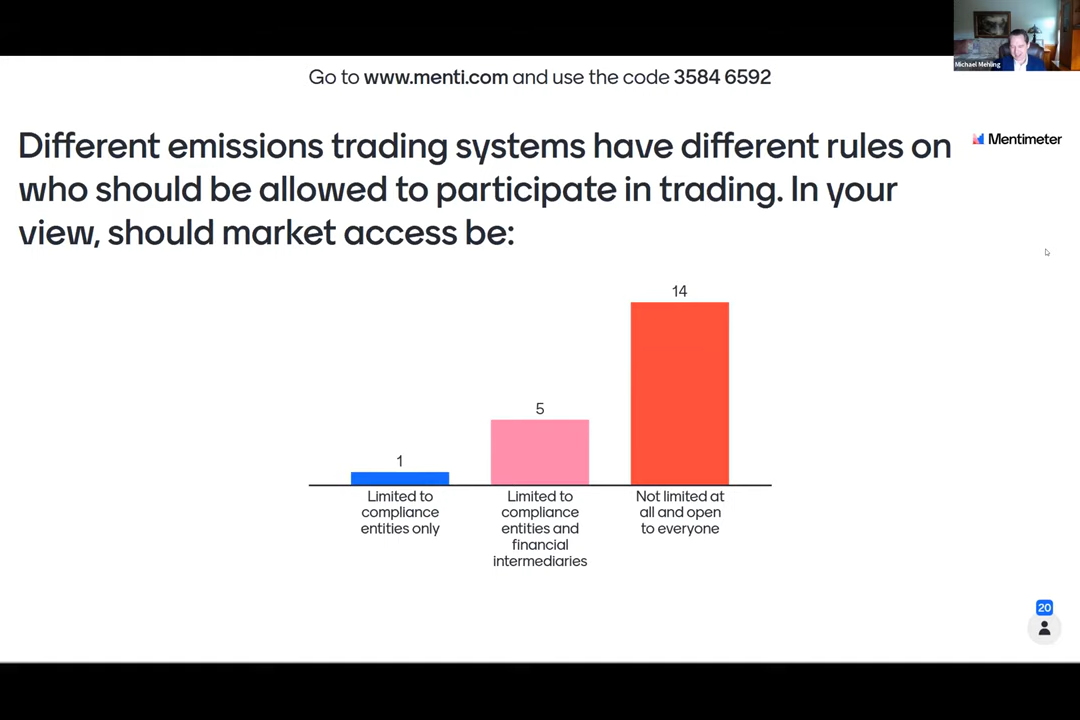 Michael Mehling
Go to www.menti.com and use the code 3584 6592
Mentimeter
Different emissions trading systems have different rules on
who should be allowed to participate in trading. In your
view, should market access be:
14
5
1
Limited to
compliance
entities only
Limited to
compliance
entities and
financial
intermediaries
Not limited at
all and open
to everyone
20